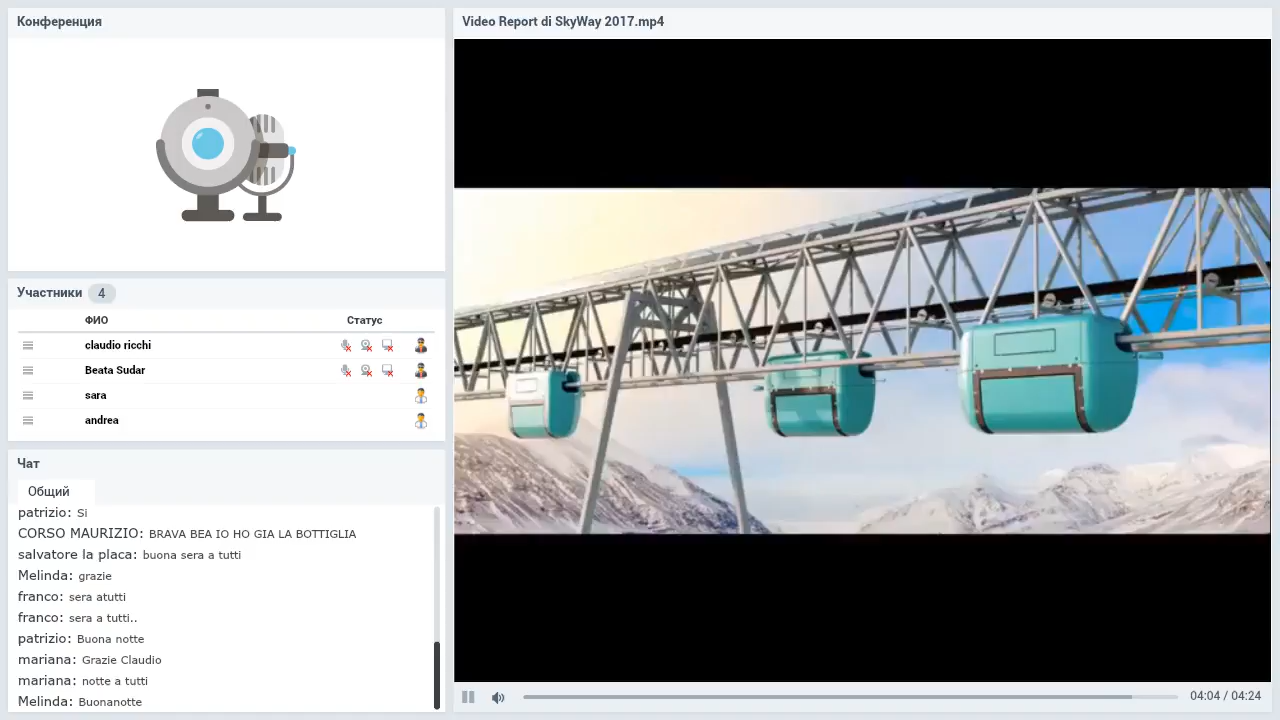 Конференция
Участники 4
ФИО Статус
claudio ricchi
Beata Sudar
sara
andrea
Чат
Общий
patrizio: Si
CORSO MAURIZIO: BRAVA BEA IO HO GIA LA BOTTIGLIA
salvatore la placa: buona sera a tutti
Melinda: grazie
franco: sera atutti
franco: sera a tutti..
patrizio: Buona notte
mariana: Grazie Claudio
mariana: notte a tutti
Melinda: Buonanotte
Video Report di SkyWay 2017.mp4
04:04 / 04:24